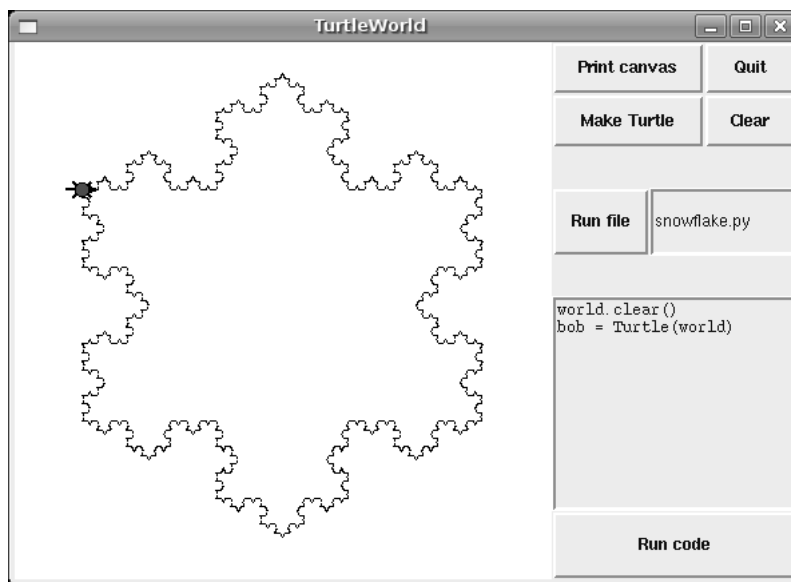 TurtleWorld
Print canvas
Quit
Make Turtle
Clear
Run file
snowflake.py
world.clear()
bob = Turtle(world)
Run code